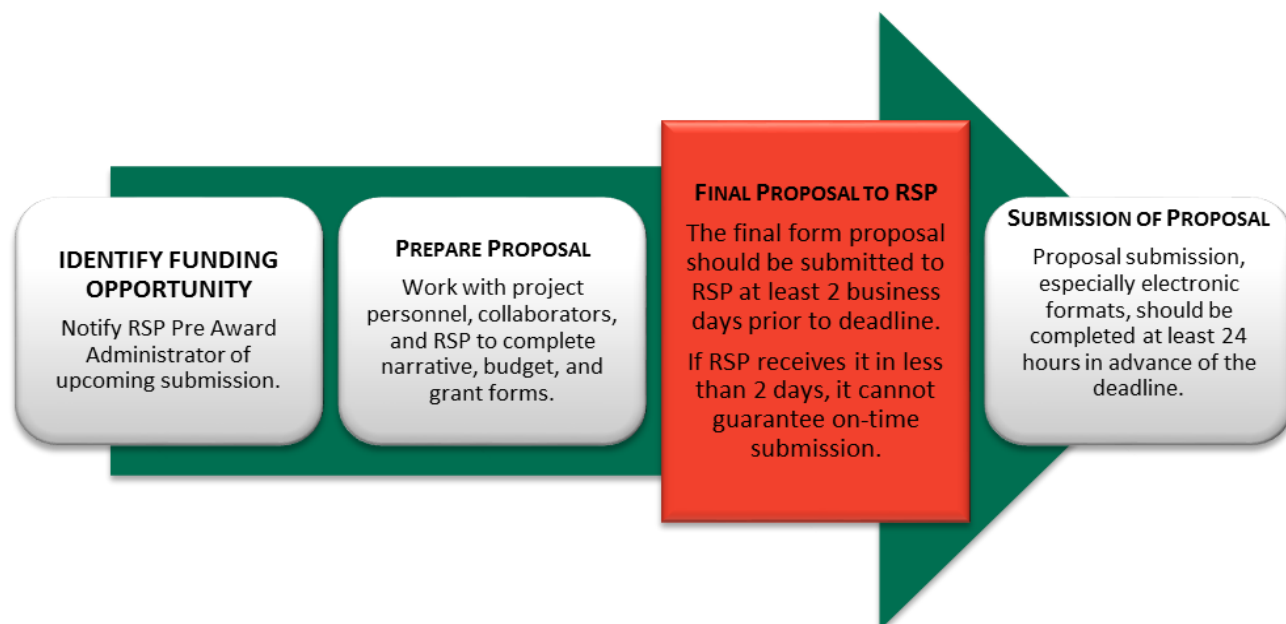 IDENTIFY FUNDING
OPPORTUNITY
Notify RSP Pre Award
Administrator of
upcoming submission.
PREPARE PROPOSAL
Work with project
personnel, collaborators,
and RSP to complete
narrative, budget, and
grant forms.
FINAL PROPOSAL TO RSP
The final form proposal
should be submitted to
RSP at least 2 business
days prior to deadline.
If RSP receives it in less
than 2 days, it cannot
guarantee on-time
submission.
SUBMISSION OF PROPOSAL
Proposal submission,
especially electronic
formats, should be
completed at least 24
hours in advance of the
deadline.